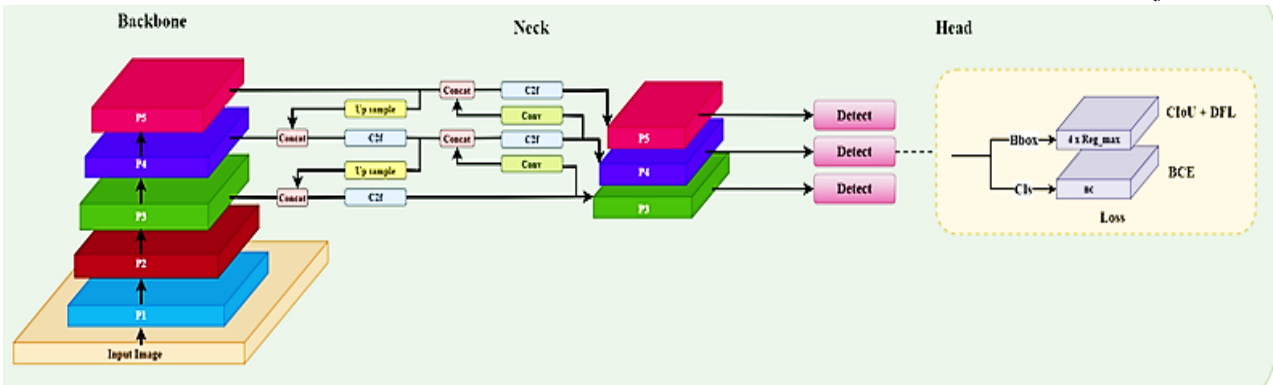 Backbone
Neck
Head
P5
P4
P3
P2
P1
Input Image
Concat
C2f
Up sample
Conv
Concat
C2f
Concat
C2f
Up sample
Conv
Concat
C2f
P5
P4
P3
Detect
Detect
Detect
Bbox
4 x Reg_max
CIoU + DFL
Cls
nc
BCE
Loss